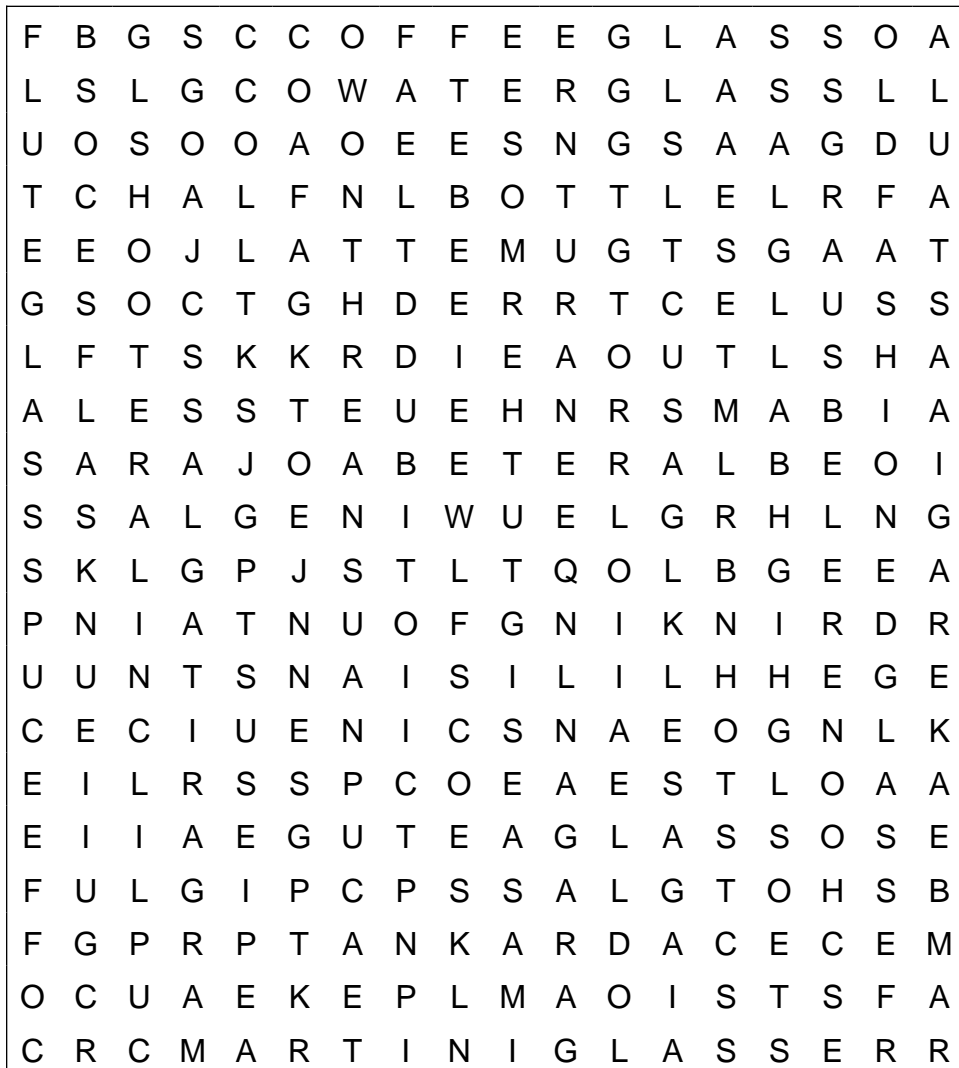 F B G S C C O F F E E G L A S S O A
L S L G C O W A T E R G L A S S L L
U O S O O A O E E S N G S A A G D U
T C H A L F N L B O T T L E L R F A
E E O J L A T T E M U G T S G A A T
G S O C T G H D E R R T C E L U S S
L F T S K K R D I E A O U T L S H A
A L E S S T E U E H N R S M A B I A
S A R A J O A B E T E R A L B E O I
S S A L G E N I W U E L G R H L N G
S K L G P J S T L T Q O L B G E E A
P N I A T N U O F G N I K N I R D R
U U N T S N A I S I L I L H H E G E
C E C I U E N I C S N A E O G N L K
E I L R S S P C O E A E S T L O A A
E I I A E G U T E A G L A S S O S E
F U L G I P C P S S A L G T O H S B
F G P R P T A N K A R D A C E C E M
O C U A E K E P L M A O I S T S F A
C R C M A R T I N I G L A S S E R R